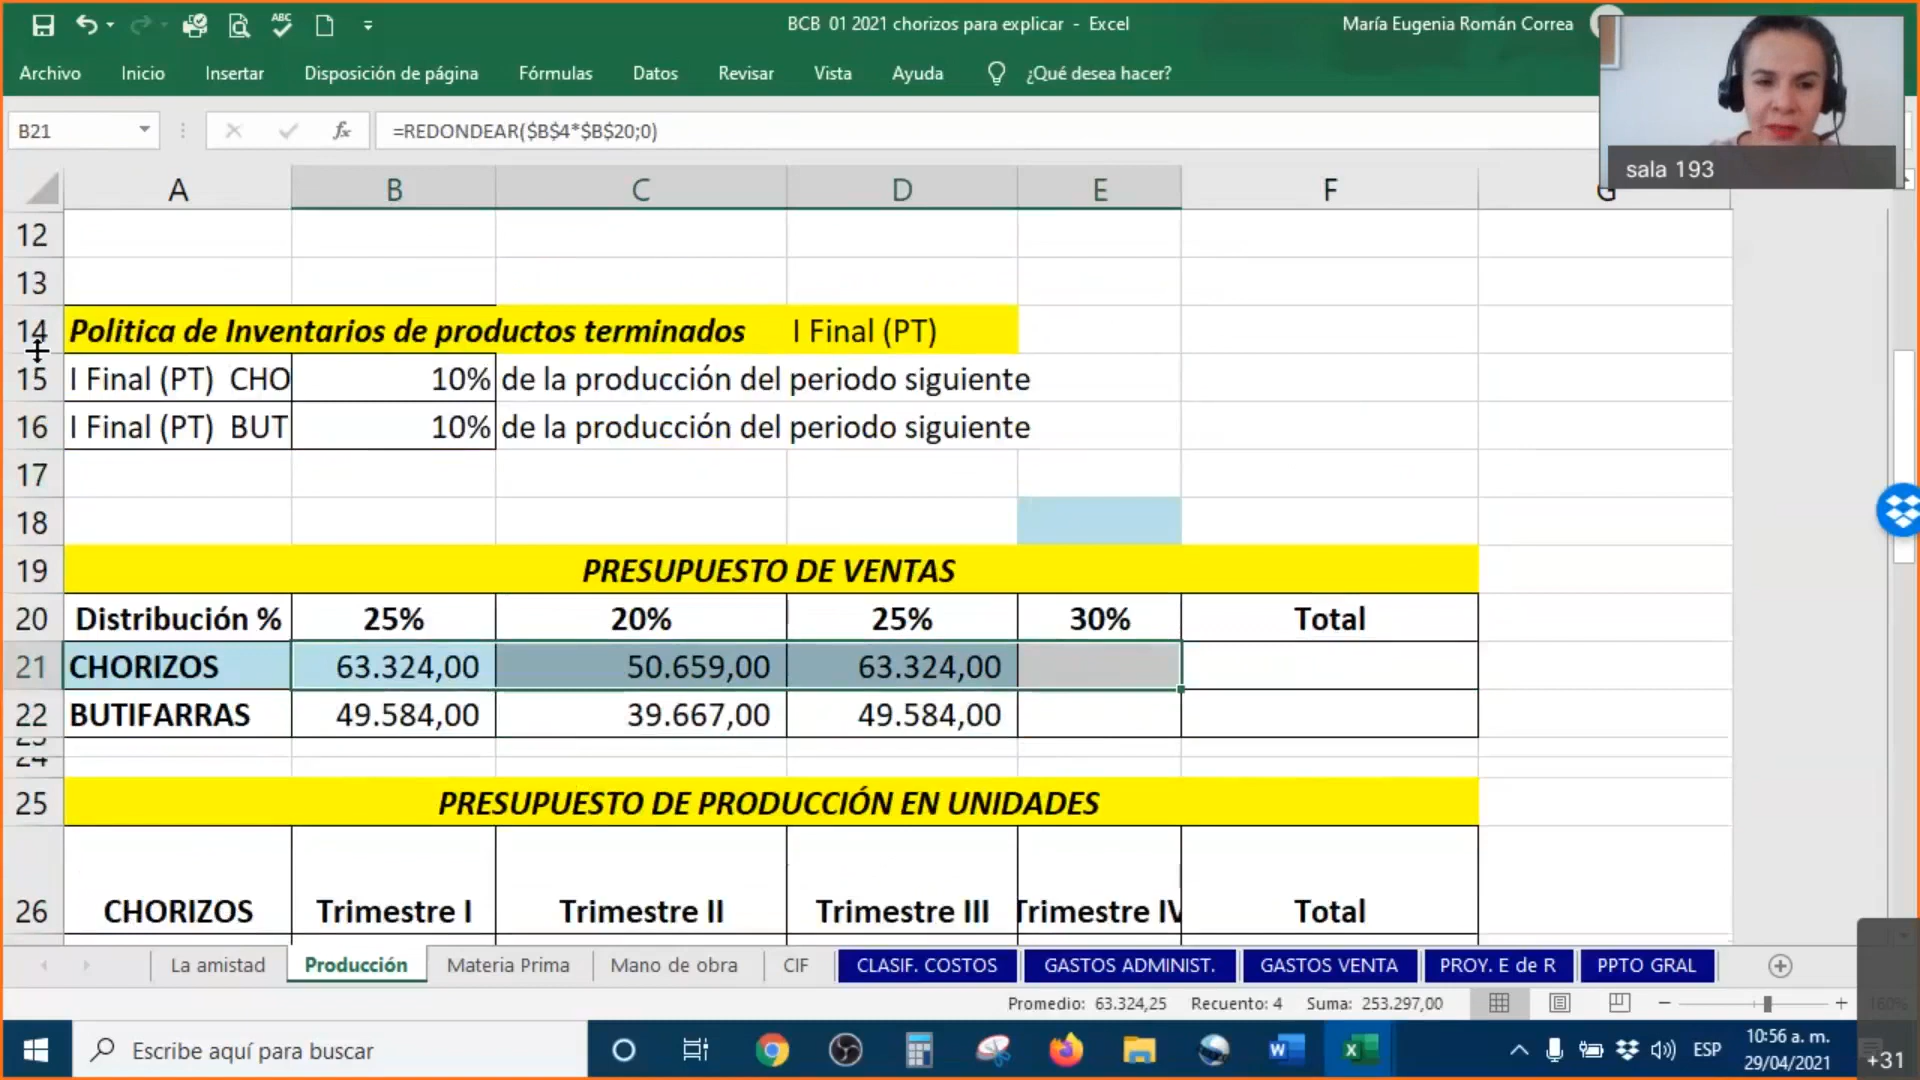 BCB 01 2021 chorizos para explicar - Excel
María Eugenia Román Correa
Archivo Inicio Insertar Disposición de página Fórmulas Datos Revisar Vista Ayuda ¿Qué desea hacer?
B21 fx =REDONDEAR($B$4*$B$20;0)
sala 193
A B C D E F G
12
13
14 Politica de Inventarios de productos terminados I Final (PT)
15 I Final (PT) CHO 10% de la producción del periodo siguiente
16 I Final (PT) BUT 10% de la producción del periodo siguiente
17
18
19 PRESUPUESTO DE VENTAS
20 Distribución % 25% 20% 25% 30% Total
21 CHORIZOS 63.324,00 50.659,00 63.324,00
22 BUTIFARRAS 49.584,00 39.667,00 49.584,00
23
24
25 PRESUPUESTO DE PRODUCCIÓN EN UNIDADES
26 CHORIZOS Trimestre I Trimestre II Trimestre III Trimestre IV Total
La amistad Producción Materia Prima Mano de obra CIF CLASIF. COSTOS GASTOS ADMINIST. GASTOS VENTA PROY. E de R PPTO GRAL
Promedio: 63.324,25 Recuento: 4 Suma: 253.297,00
Escribe aquí para buscar
ESP
10:56 a. m.
29/04/2021
+31